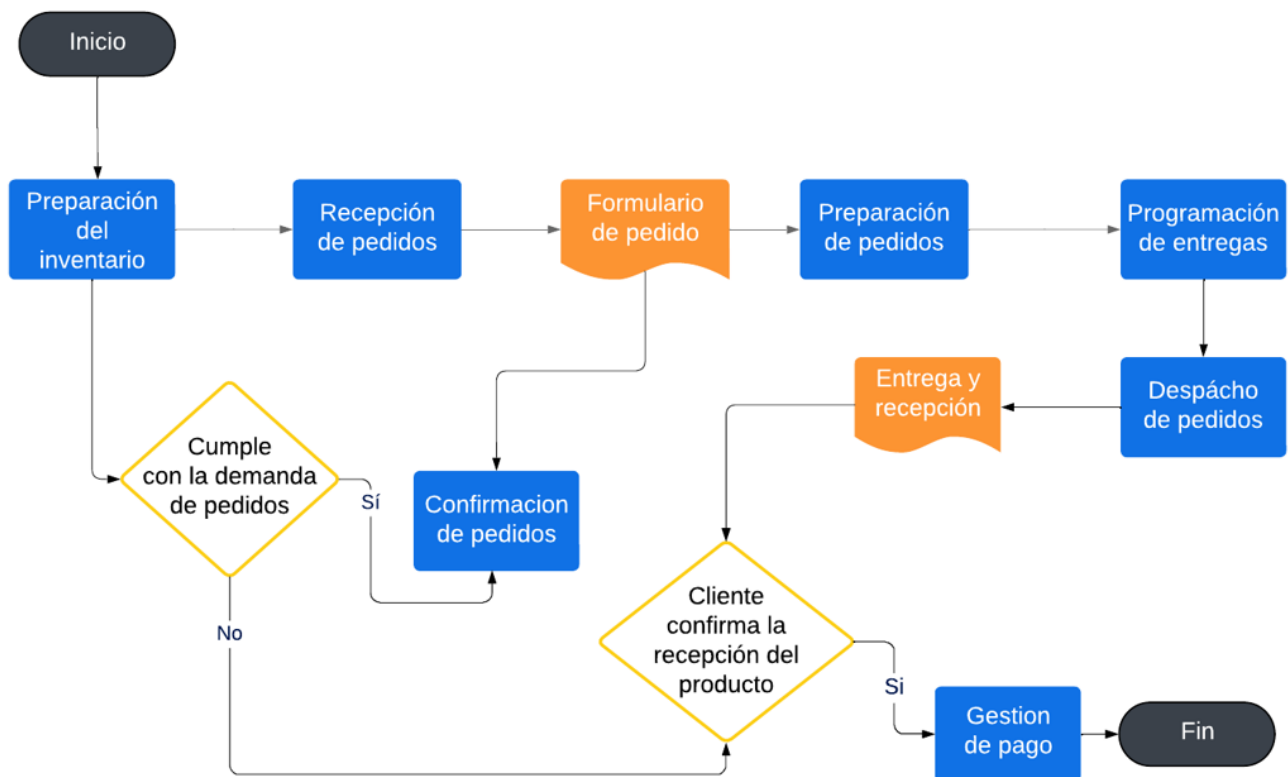 Inicio
Preparación
del
inventario
Recepción
de pedidos
Formulario
de pedido
Preparación
de pedidos
Programación
de entregas
Entrega y
recepción
Despácho
de pedidos
Cumple
con la demanda
de pedidos
Sí
Confirmacion
de pedidos
No
Cliente
confirma la
recepción del
producto
Si
Gestion
de pago
Fin